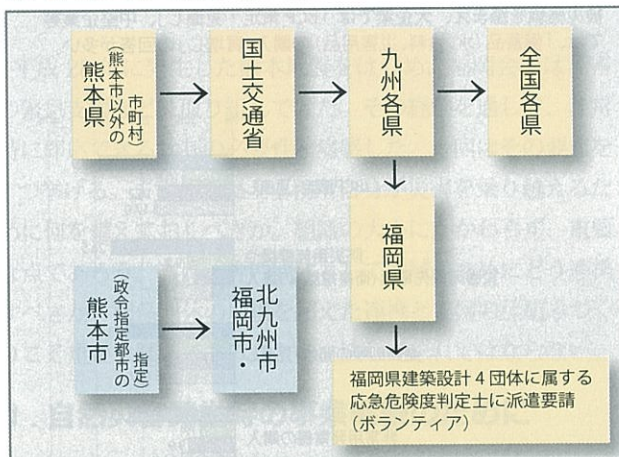 熊本県
（熊本市以外の
市町村）
国土交通省
九州各県
全国各県
福岡県
福岡県建築設計４団体に属する
応急危険度判定士に派遣要請
（ボランティア）
熊本市
（政令指定都市の
指定）
福岡市・
北九州市